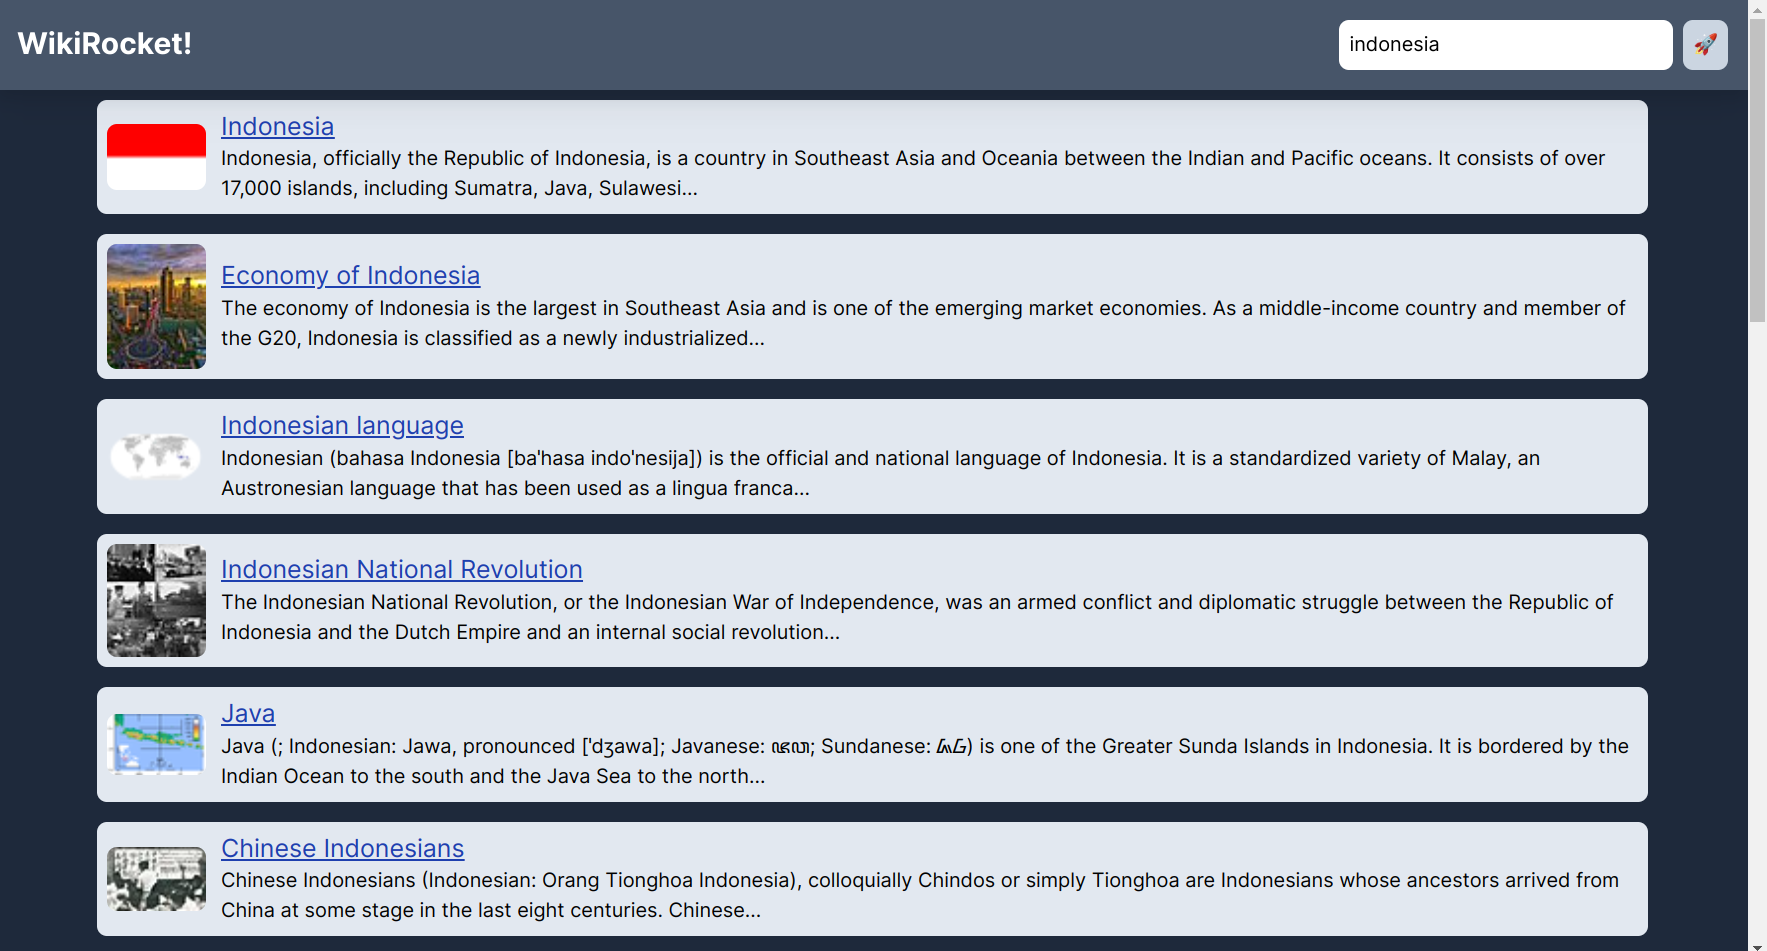 WikiRocket!
indonesia
Indonesia
Indonesia, officially the Republic of Indonesia, is a country in Southeast Asia and Oceania between the Indian and Pacific oceans. It consists of over
17,000 islands, including Sumatra, Java, Sulawesi...
Economy of Indonesia
The economy of Indonesia is the largest in Southeast Asia and is one of the emerging market economies. As a middle-income country and member of
the G20, Indonesia is classified as a newly industrialized...
Indonesian language
Indonesian (bahasa Indonesia [baˈhasa indoˈnesija]) is the official and national language of Indonesia. It is a standardized variety of Malay, an
Austronesian language that has been used as a lingua franca...
Indonesian National Revolution
The Indonesian National Revolution, or the Indonesian War of Independence, was an armed conflict and diplomatic struggle between the Republic of
Indonesia and the Dutch Empire and an internal social revolution...
Java
Java (; Indonesian: Jawa, pronounced [ˈdʒawa]; Javanese: ꦗꦮ; Sundanese: ᮏᮝ) is one of the Greater Sunda Islands in Indonesia. It is bordered by the
Indian Ocean to the south and the Java Sea to the north...
Chinese Indonesians
Chinese Indonesians (Indonesian: Orang Tionghoa Indonesia), colloquially Chindos or simply Tionghoa are Indonesians whose ancestors arrived from
China at some stage in the last eight centuries. Chinese...